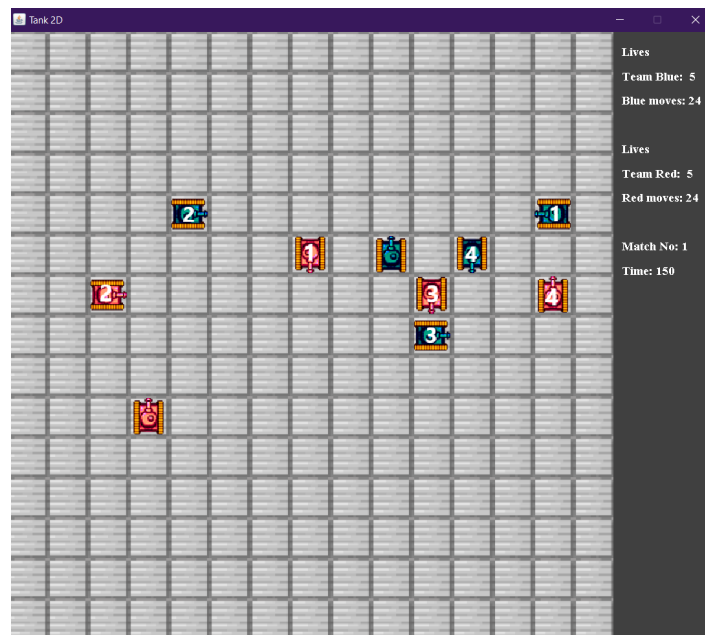 Tank 2D
Lives
Team Blue: 5
Blue moves: 24
Lives
Team Red: 5
Red moves: 24
Match No: 1
Time: 150
2
1
1
4
2
3
4
3